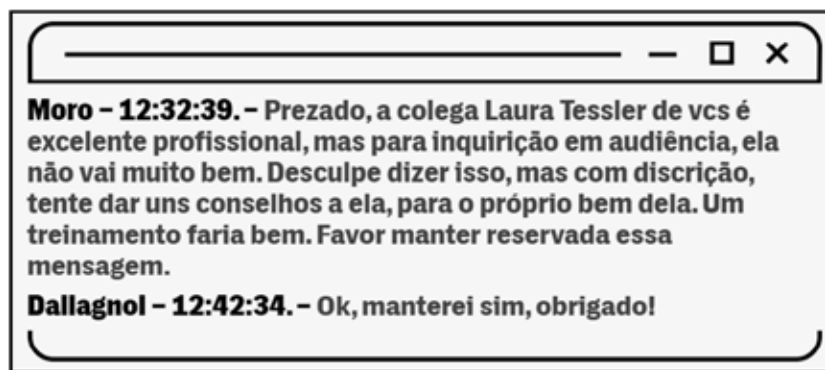 Moro – 12:32:39. – Prezado, a colega Laura Tessler de vcs é
excelente profissional, mas para inquirição em audiência, ela
não vai muito bem. Desculpe dizer isso, mas com discrição,
tente dar uns conselhos a ela, para o próprio bem dela. Um
treinamento faria bem. Favor manter reservada essa
mensagem.
Dallagnol – 12:42:34. – Ok, manterei sim, obrigado!